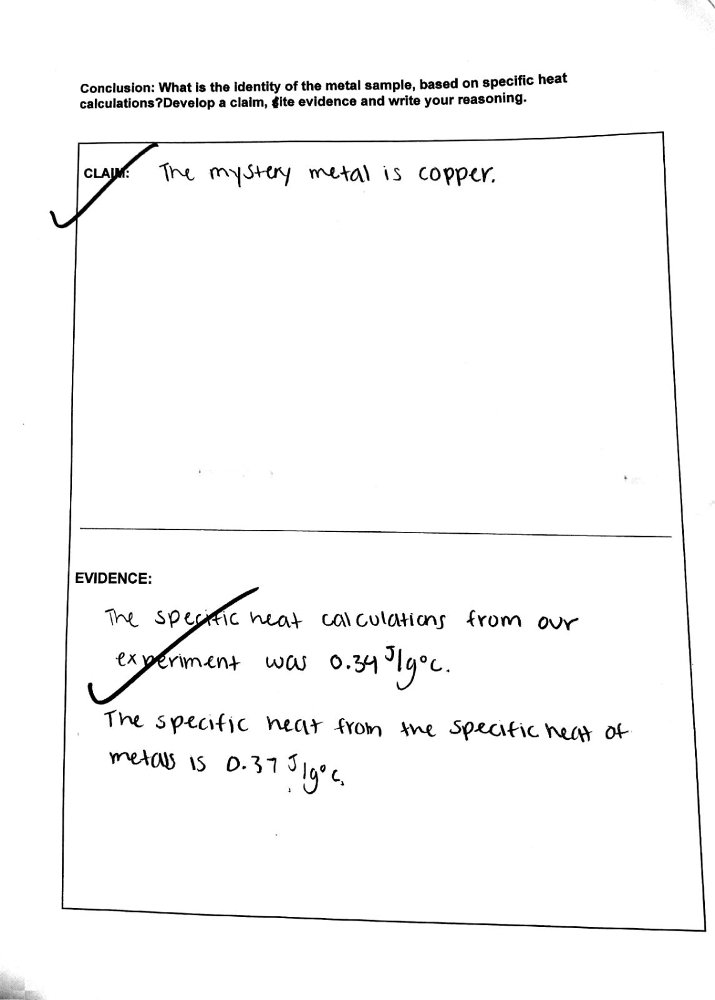 Conclusion: What is the identity of the metal sample, based on specific heat
calculations?Develop a claim, cite evidence and write your reasoning.
CLAIM: The mystery metal is copper.
EVIDENCE:
The specific heat calculations from our
experiment was 0.34 J/g°c.
The specific heat from the specific heat of
metals is 0.37 J/g°c.